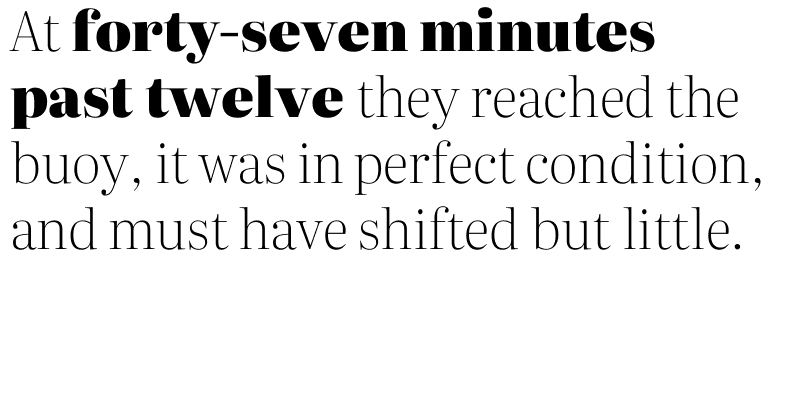 At forty-seven minutes
past twelve they reached the
buoy, it was in perfect condition,
and must have shifted but little.